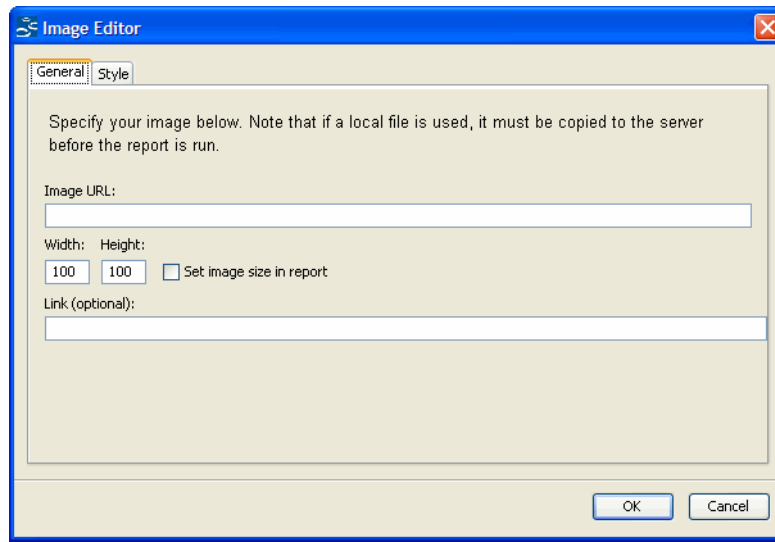 Image Editor
General Style
Specify your image below. Note that if a local file is used, it must be copied to the server
before the report is run.
Image URL:
Width: Height:
100 100 Set image size in report
Link (optional):
OK Cancel